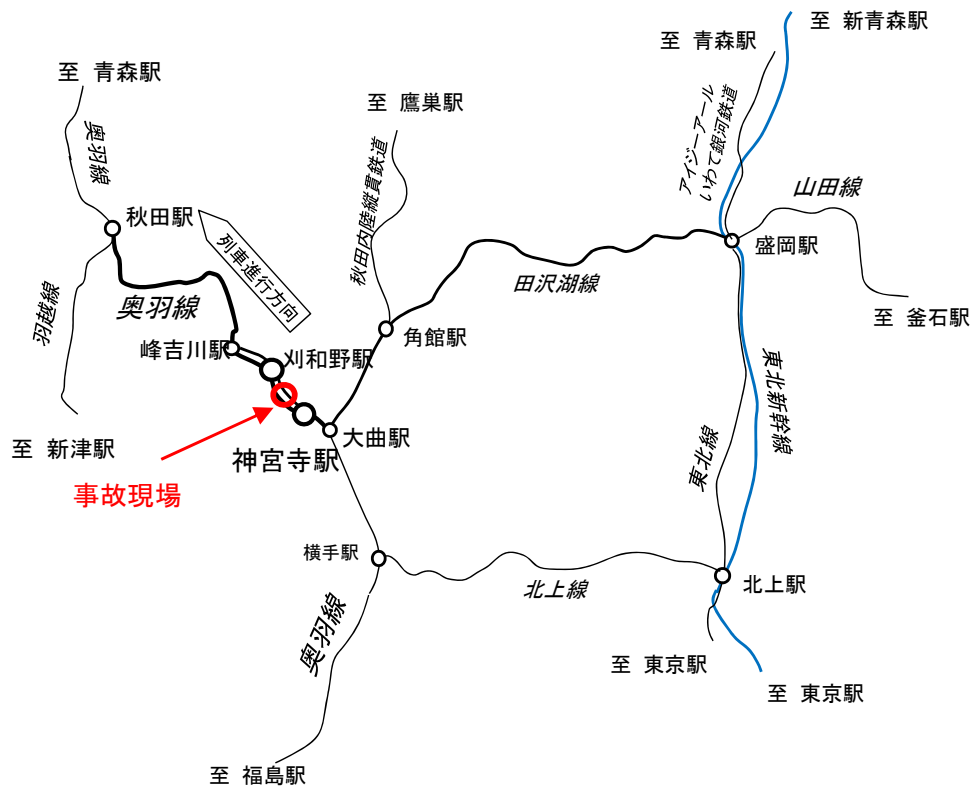 至 新青森駅
至 青森駅
至 青森駅
至 鷹巣駅
アイジーアール
いわて銀河鉄道
奥羽線
秋田内陸縦貫鉄道
山田線
秋田駅
列車進行方向
盛岡駅
田沢湖線
奥羽線
羽越線
至 釜石駅
角館駅
峰吉川駅
刈和野駅
東北新幹線
大曲駅
至 新津駅
神宮寺駅
東北線
事故現場
横手駅
北上線
北上駅
奥羽線
至 東京駅
至 東京駅
至 福島駅